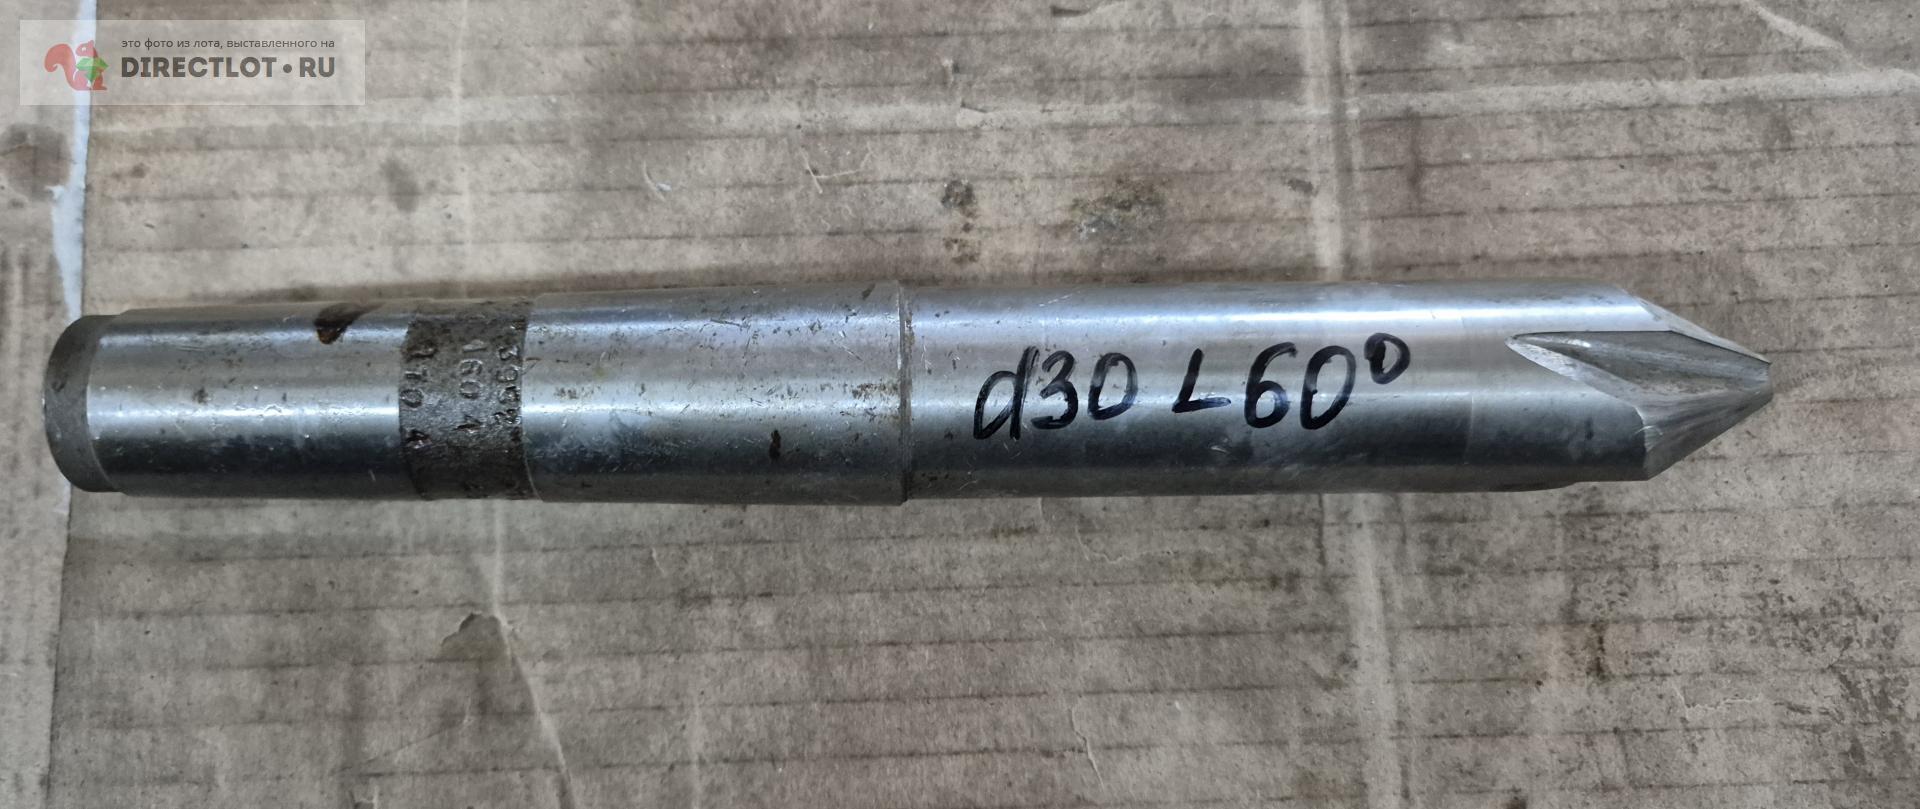 это фото из лота, выставленного на
DIRECTLOT•RU
d30 L60°